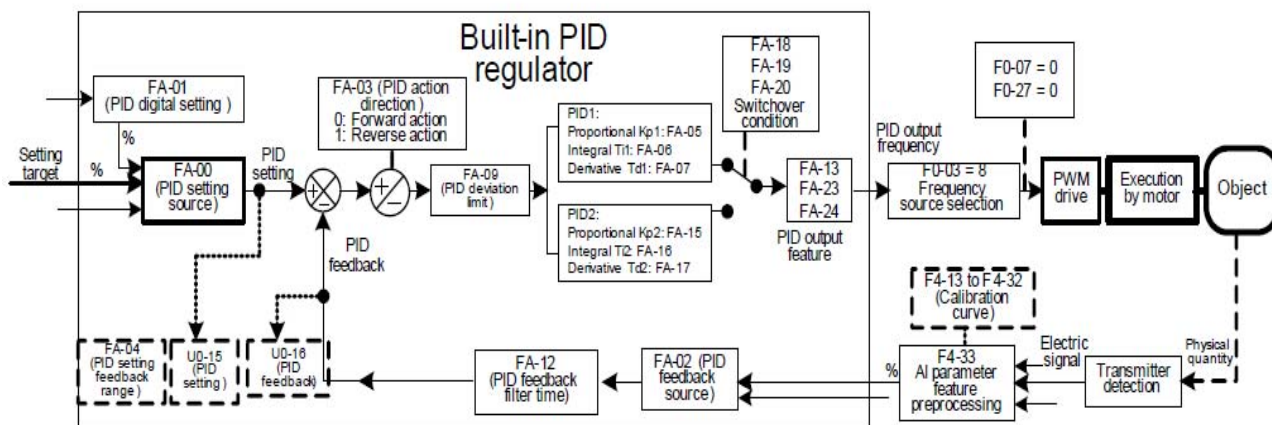 Built-in PID
regulator
FA-01
(PID digital setting )
%
Setting
target
%
FA-00
(PID setting
source)
PID
setting
FA-03 (PID action
direction )
0: Forward action
1: Reverse action
FA-09
(PID deviation
limit)
PID1:
Proportional Kp1: FA-05
Integral Ti1: FA-06
Derivative Td1: FA-07
PID2:
Proportional Kp2: FA-15
Integral Ti2: FA-16
Derivative Td2: FA-17
FA-18
FA-19
FA-20
Switchover
condition
FA-13
FA-23
FA-24
PID output
feature
PID output
frequency
F0-03 = 8
Frequency
source selection
F0-07 = 0
F0-27 = 0
PWM
drive
Execution
by motor
Object
PID
feedback
FA-04
(PID setting
feedback
range )
U0-15
(PID
setting )
U0-16
(PID
feedback)
FA-12
(PID feedback
filter time)
FA-02 (PID
feedback
source )
%
F4-13 to F4-32
(Calibration
curve)
F4-33
AI parameter
feature
preprocessing
Electric
signal
Transmitter
detection
Physical
quantity